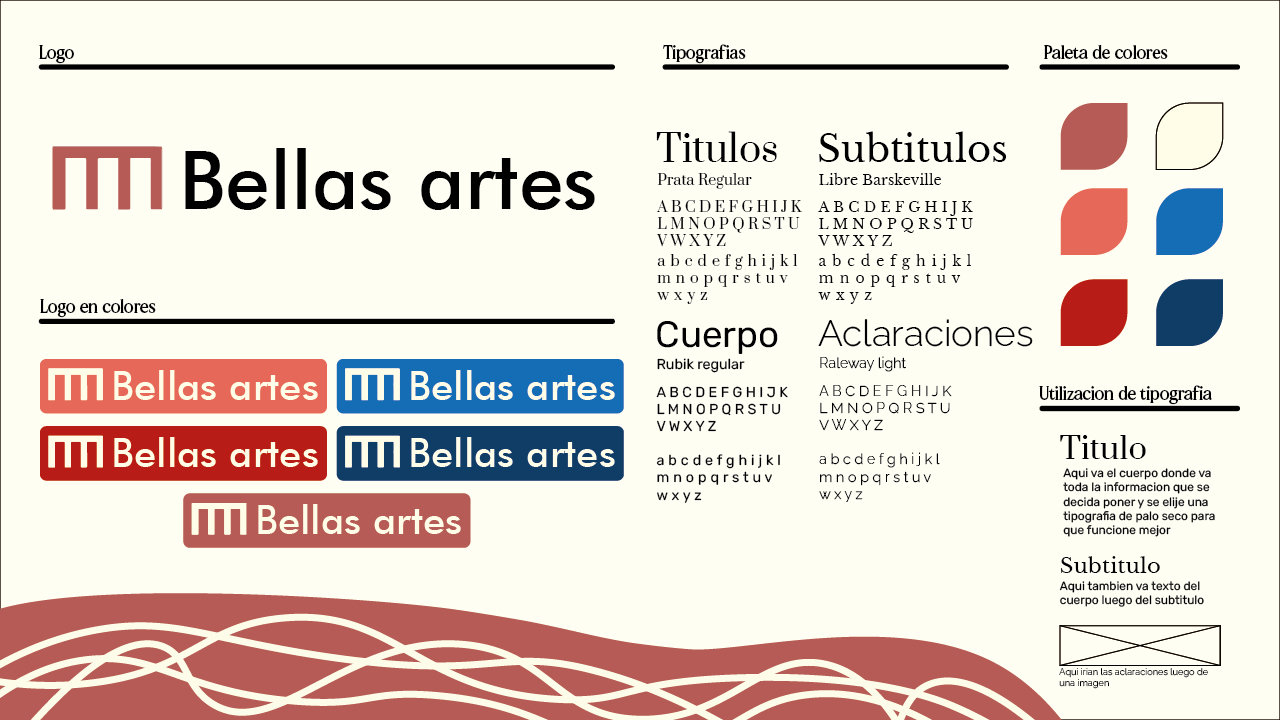 Logo
Bellas artes
Logo en colores
Bellas artes
Bellas artes
Bellas artes
Bellas artes
Bellas artes
Tipografias
Titulos
Prata Regular
A B C D E F G H I J K
L M N O P Q R S T U
V W X Y Z
a b c d e f g h i j k l
m n o p q r s t u v
w x y z
Subtitulos
Libre Barskeville
A B C D E F G H I J K
L M N O P Q R S T U
V W X Y Z
a b c d e f g h i j k l
m n o p q r s t u v
w x y z
Cuerpo
Rubik regular
A B C D E F G H I J K
L M N O P Q R S T U
V W X Y Z
a b c d e f g h i j k l
m n o p q r s t u v
w x y z
Aclaraciones
Raleway light
A B C D E F G H I J K
L M N O P Q R S T U
V W X Y Z
a b c d e f g h i j k l
m n o p q r s t u v
w x y z
Paleta de colores
Utilizacion de tipografia
Titulo
Aqui va el cuerpo donde va
toda la informacion que se
decida poner y se elije una
tipografia de palo seco para
que funcione mejor
Subtitulo
Aqui tambien va texto del
cuerpo luego del subtitulo
Aqui irian las aclaraciones luego de
una imagen